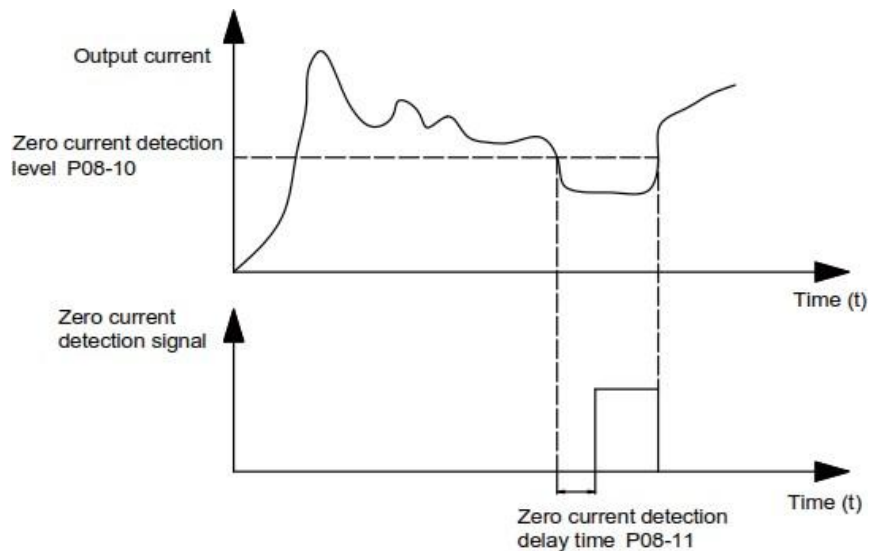 Output current
Zero current detection
level P08-10
Time (t)
Zero current
detection signal
Time (t)
Zero current detection
delay time P08-11